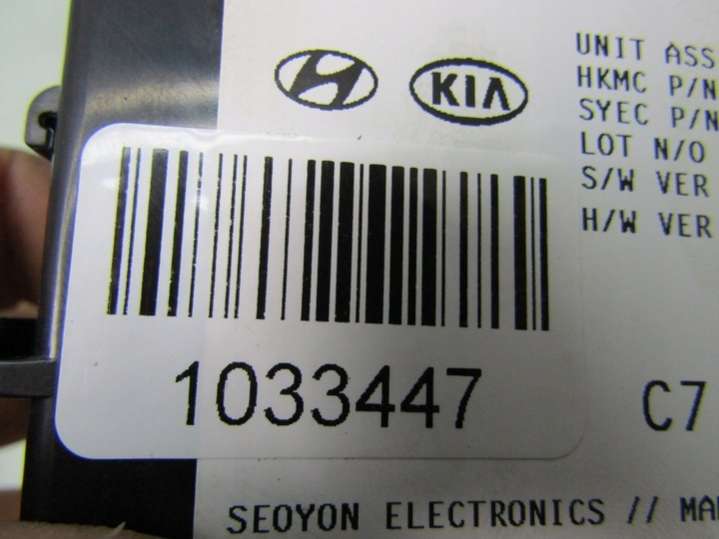 KIA
UNIT ASS
HKMC P/N
SYEC P/N
LOT N/O
S/W VER
H/W VER
1033447
C7
SEOYON ELECTRONICS // MA